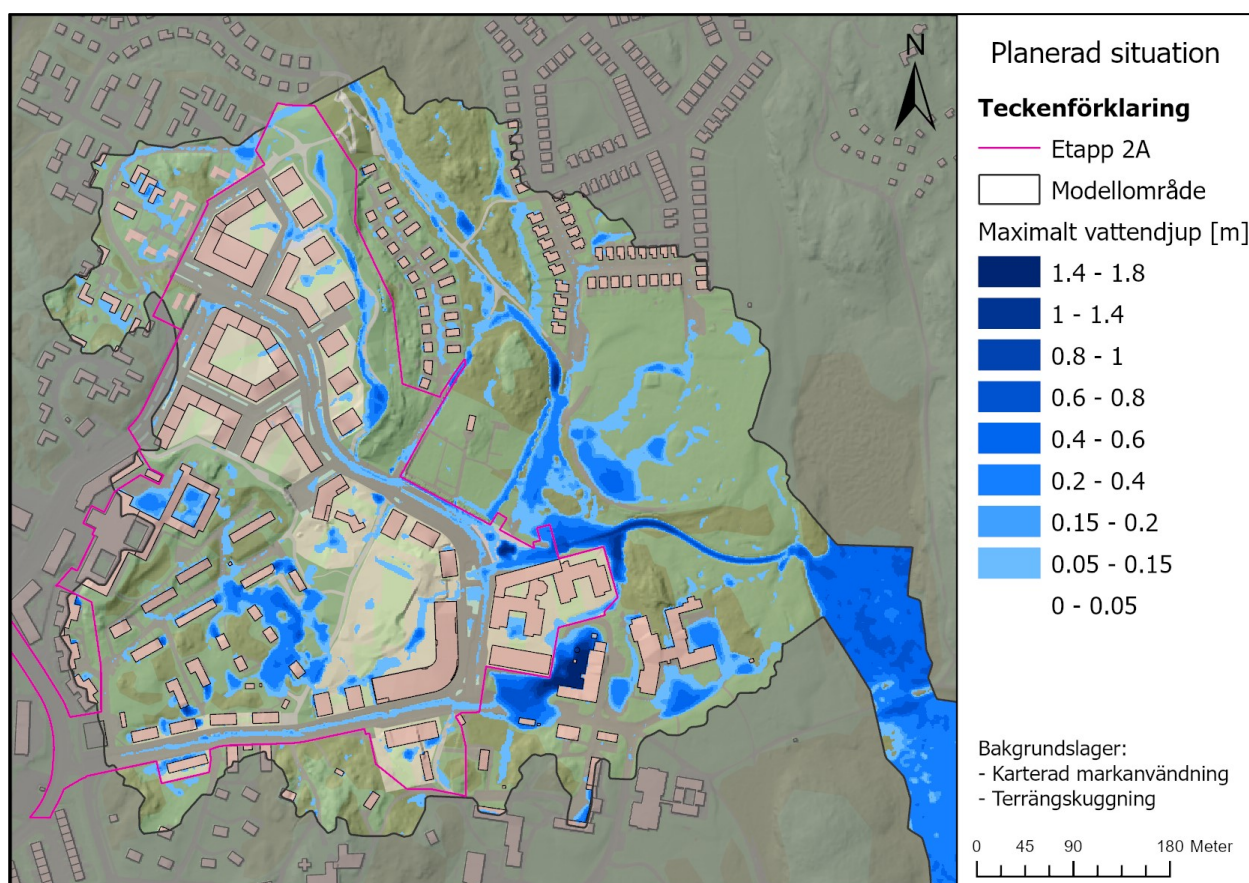 N
Planerad situation
Teckenförklaring
Etapp 2A
Modellområde
Maximalt vattendjup [m]
1.4 - 1.8
1 - 1.4
0.8 - 1
0.6 - 0.8
0.4 - 0.6
0.2 - 0.4
0.15 - 0.2
0.05 - 0.15
0 - 0.05
Bakgrundslager:
- Karterad markanvändning
- Terrängskuggning
0 45 90 180 Meter